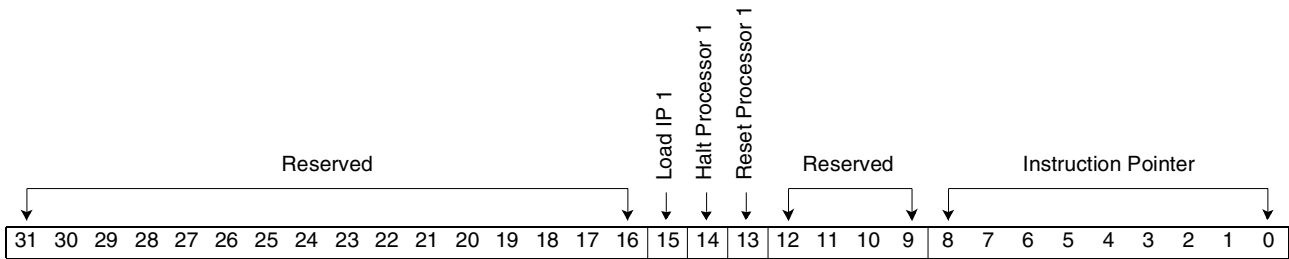 Load IP 1
Halt Processor 1
Reset Processor 1
Reserved
Reserved
Instruction Pointer
31 30 29 28 27 26 25 24 23 22 21 20 19 18 17 16 15 14 13 12 11 10 9 8 7 6 5 4 3 2 1 0